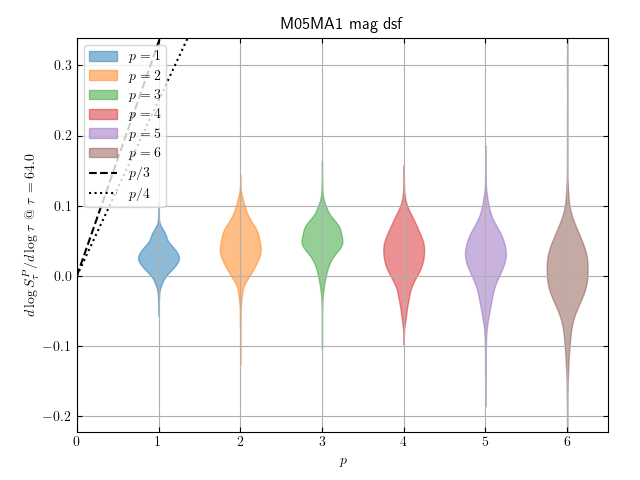 M05MA1 mag dsf
p = 1
p = 2
p = 3
p = 4
p = 5
p = 6
p/3
p/4
d log S_τ^P / d log τ @ τ = 64.0
0.3
0.2
0.1
0.0
−0.1
−0.2
0 1 2 3 4 5 6
p